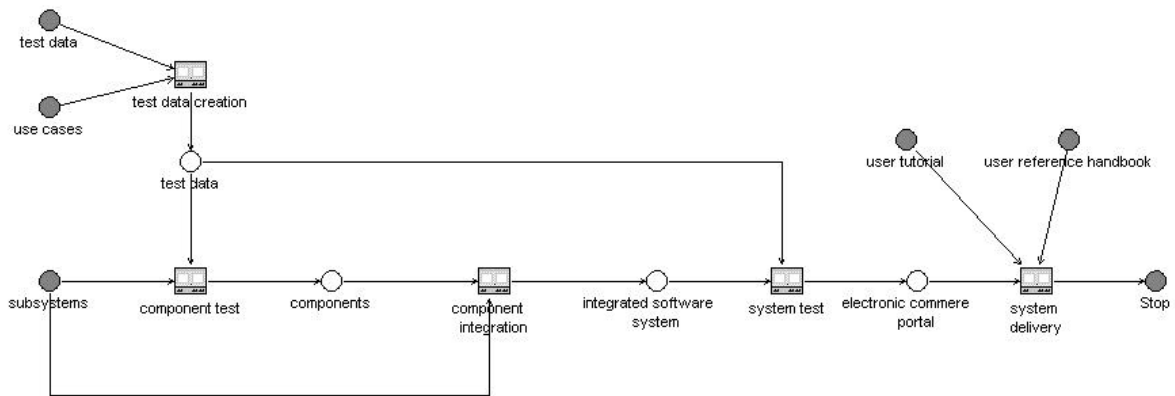 test data
test data creation
use cases
test data
user tutorial
user reference handbook
subsystems
component test
components
component
integration
integrated software
system
system test
electronic commere
portal
system
delivery
Stop